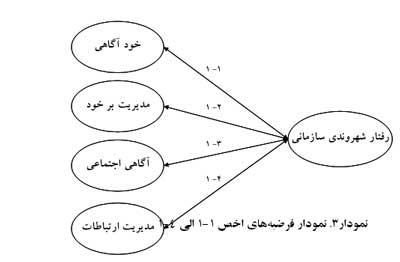 خود آگاهی
۱-۱
مدیریت بر خود
۱-۲
رفتار شهروندی سازمانی
۱-۳
آگاهی اجتماعی
۱-۴
مدیریت ارتباطات
نمودار۳. نمودار فرضیه‌های اخص ۱-۱ الی ۴-۱